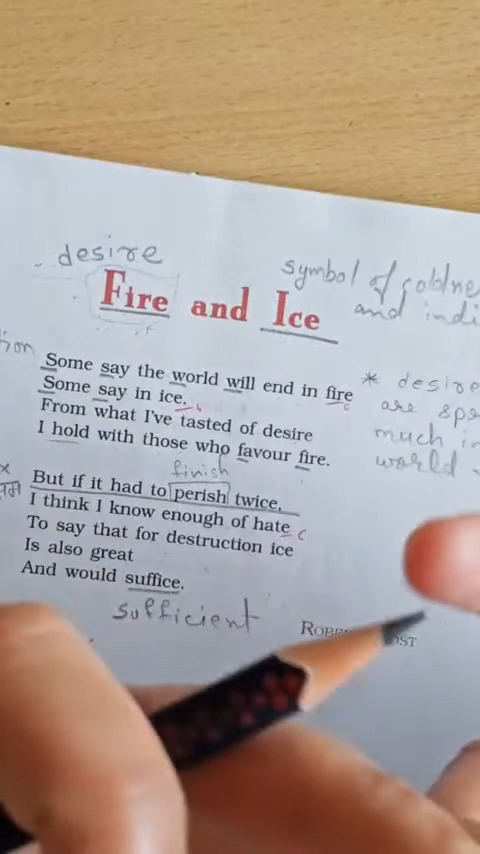 desire
symbol of
and
Fire and Ice
Some say the world will end in fire
Some say in ice.
From what I've tasted of desire
I hold with those who favour fire.
* desire
are
much in
world
finish
But if it had to perish twice,
I think I know enough of hate
To say that for destruction ice
Is also great
And would suffice.
sufficient